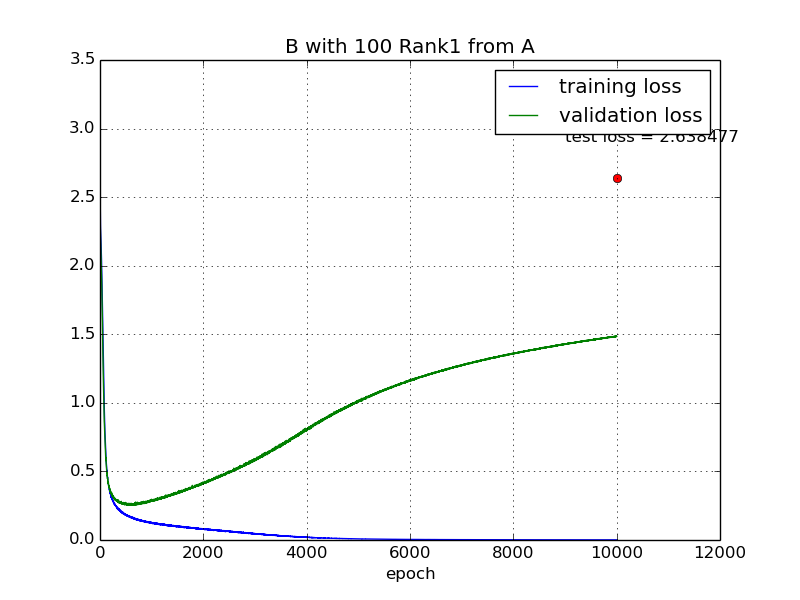 B with 100 Rank1 from A
3.5
3.0
2.5
2.0
1.5
1.0
0.5
0.0
training loss
validation loss
test loss = 2.638477
0 2000 4000 6000 8000 10000 12000
epoch